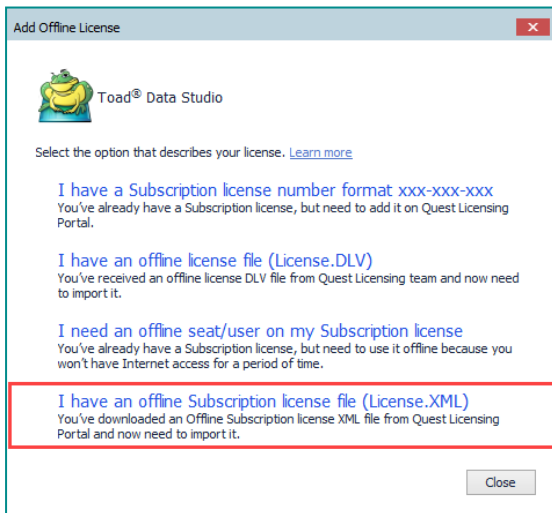 Add Offline License
Toad® Data Studio
Select the option that describes your license. Learn more
I have a Subscription license number format xxx-xxx-xxx
You've already have a Subscription license, but need to add it on Quest Licensing
Portal.
I have an offline license file (License.DLV)
You've received an offline license DLV file from Quest Licensing team and now need
to import it.
I need an offline seat/user on my Subscription license
You've already have a Subscription license, but need to use it offline because you
won't have Internet access for a period of time.
I have an offline Subscription license file (License.XML)
You've downloaded an Offline Subscription license XML file from Quest Licensing
Portal and now need to import it.
Close